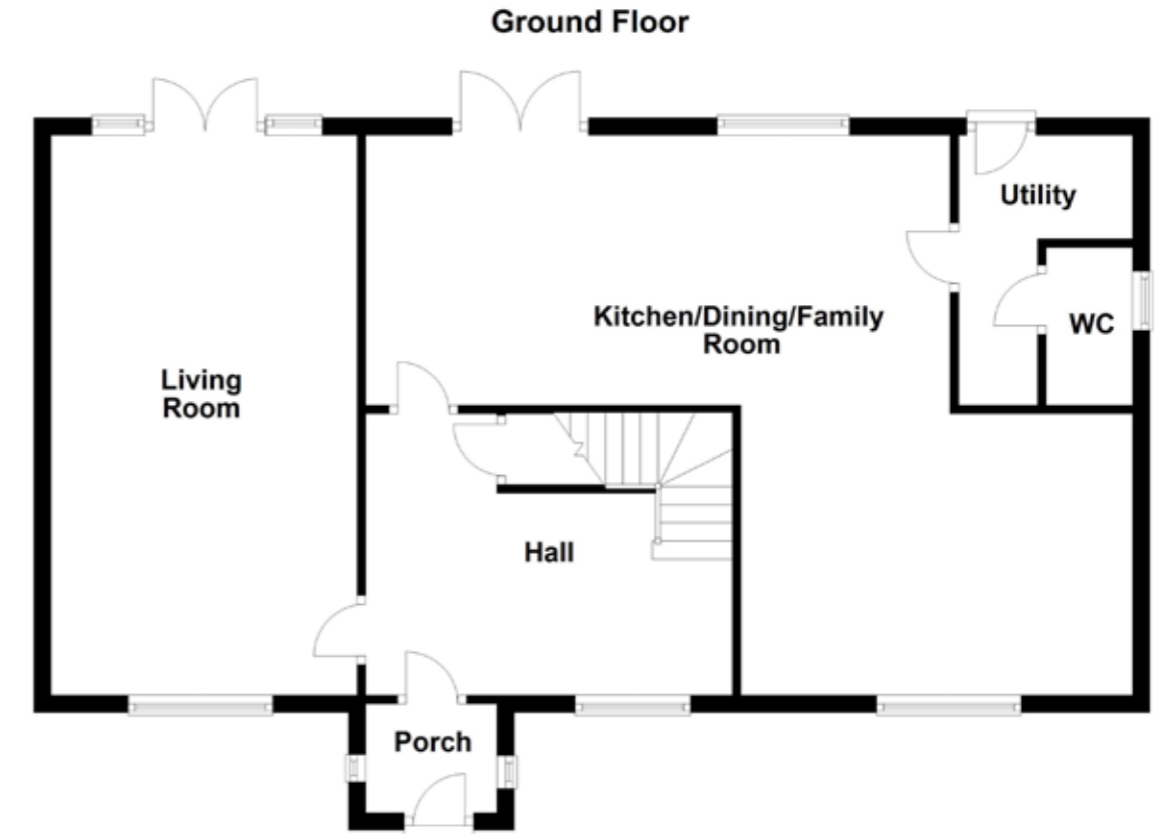 Ground Floor
Utility
Kitchen/Dining/Family
Room
WC
Living
Room
Hall
Porch